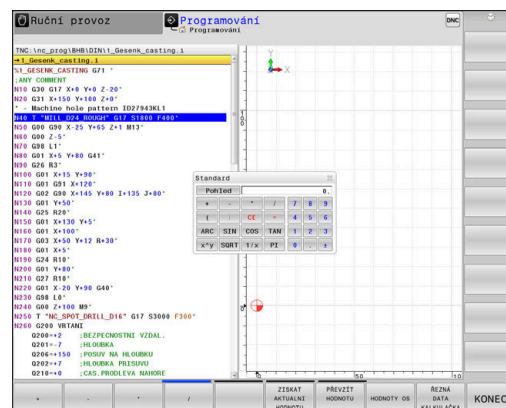 Ruční provoz
Programování
Programování
DNC
TNC:\nc_prog\BHB\DIN\1_Gesenk_casting.i
→1_Gesenk_casting.i
%1_GESENK_CASTING G71 *
;ANY COMMENT
N10 G30 G17 X+0 Y+0 Z-20*
N20 G31 X+150 Y+100 Z+0*
* - Machine hole pattern ID27943KL1
N40 T "MILL_D24_ROUGH" G17 S1800 F400*
N50 G00 G90 X-25 Y+65 Z+1 M13*
N60 G00 Z-5*
N70 G98 L1*
N80 G01 X+5 Y+80 G41*
N90 G26 R3*
N100 G01 X+15 Y+90*
N110 G01 G91 X+120*
N120 G02 G90 X+145 Y+80 I+135 J+80*
N130 G01 Y+50*
N140 G25 R20*
N150 G01 X+130 Y+5*
N160 G01 X+100*
N170 G03 X+50 Y+12 R+30*
N180 G01 X+5*
N190 G24 R10*
N200 G01 Y+80*
N210 G27 R10*
N220 G01 X-20 Y+90 G40*
N230 G98 L0*
N240 G00 Z+100 M9*
N250 T "NC_SPOT_DRILL_D16" G17 S3000 F300*
N260 G200 VRTANI
Q200=+2 ;BEZPECNOSTNI VZDAL.
Q201=-7 ;HLOUBKA
Q206=+150 ;POSUV NA HLOUBKU
Q202=+7 ;HLOUBKA PRISUVU
Q210=+0 ;CAS.PRODLEVA NAHORE
Y
X
100
0
0
50
10
Standard
Pohled 0.
+ - * / 7 8 9
( ) CE = 4 5 6
ARC SIN COS TAN 1 2 3
x^y SQRT 1/x PI 0 . ±
+
-
*
/
ZÍSKAT
AKTUALNI
HODNOTU
PŘEVZÍT
HODNOTU
HODNOTY OS
ŘEZNÁ
DATA
KALKULAČKA
KONEC